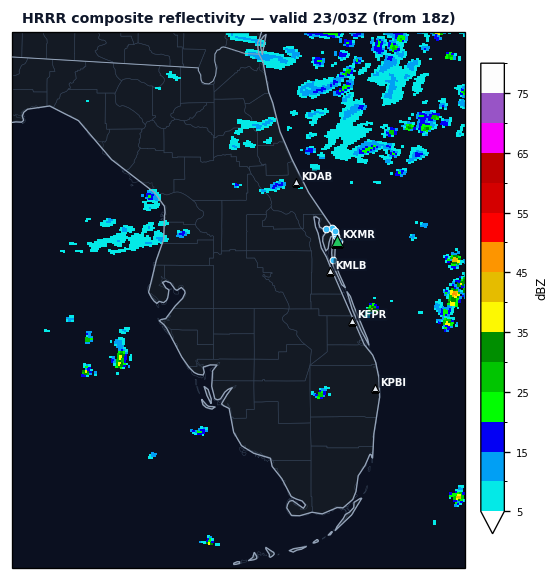 HRRR composite reflectivity — valid 23/03Z (from 18z)
KDAB
KXMR
KMLB
KFPR
KPBI
75
65
55
45
35
25
15
5
dBZ